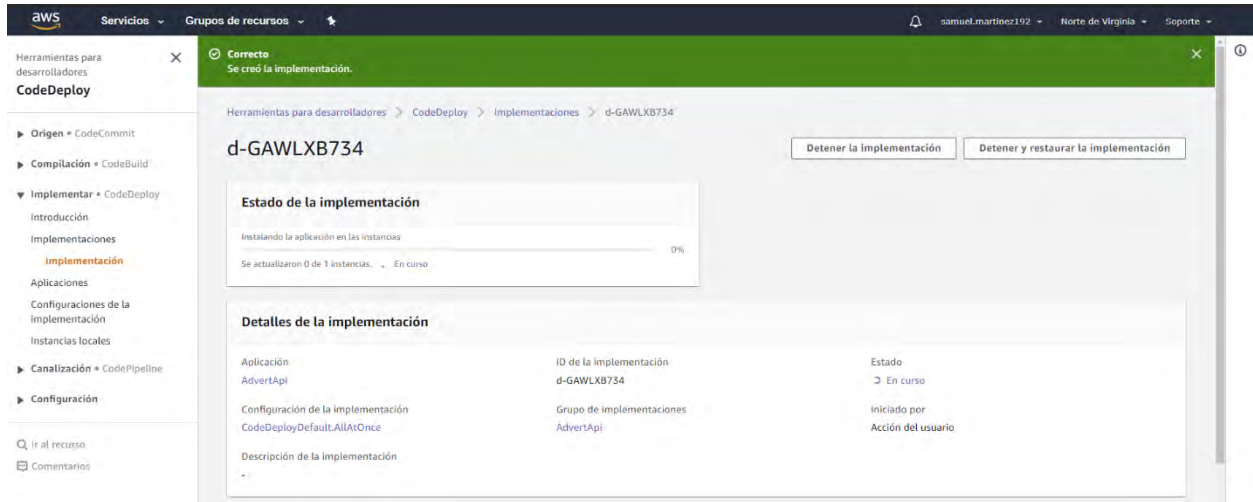 aws
Servicios
Grupos de recursos
samuel.martinez192
Norte de Virginia
Soporte
Herramientas para
desarrolladores
CodeDeploy
Origen • CodeCommit
Compilación • CodeBuild
Implementar • CodeDeploy
Introducción
Implementaciones
Implementación
Aplicaciones
Configuraciones de la
implementación
Instancias locales
Canalización • CodePipeline
Configuración
Ir al recurso
Comentarios
Correcto
Se creó la implementación.
Herramientas para desarrolladores > CodeDeploy > Implementaciones > d-GAWLXB734
d-GAWLXB734
Detener la implementación
Detener y restaurar la implementación
Estado de la implementación
Instalando la aplicación en las instancias
0%
Se actualizaron 0 de 1 instancias. En curso
Detalles de la implementación
Aplicación
AdvertApi
ID de la implementación
d-GAWLXB734
Estado
En curso
Configuración de la implementación
CodeDeployDefault.AllAtOnce
Grupo de implementaciones
AdvertApi
Iniciado por
Acción del usuario
Descripción de la implementación
-